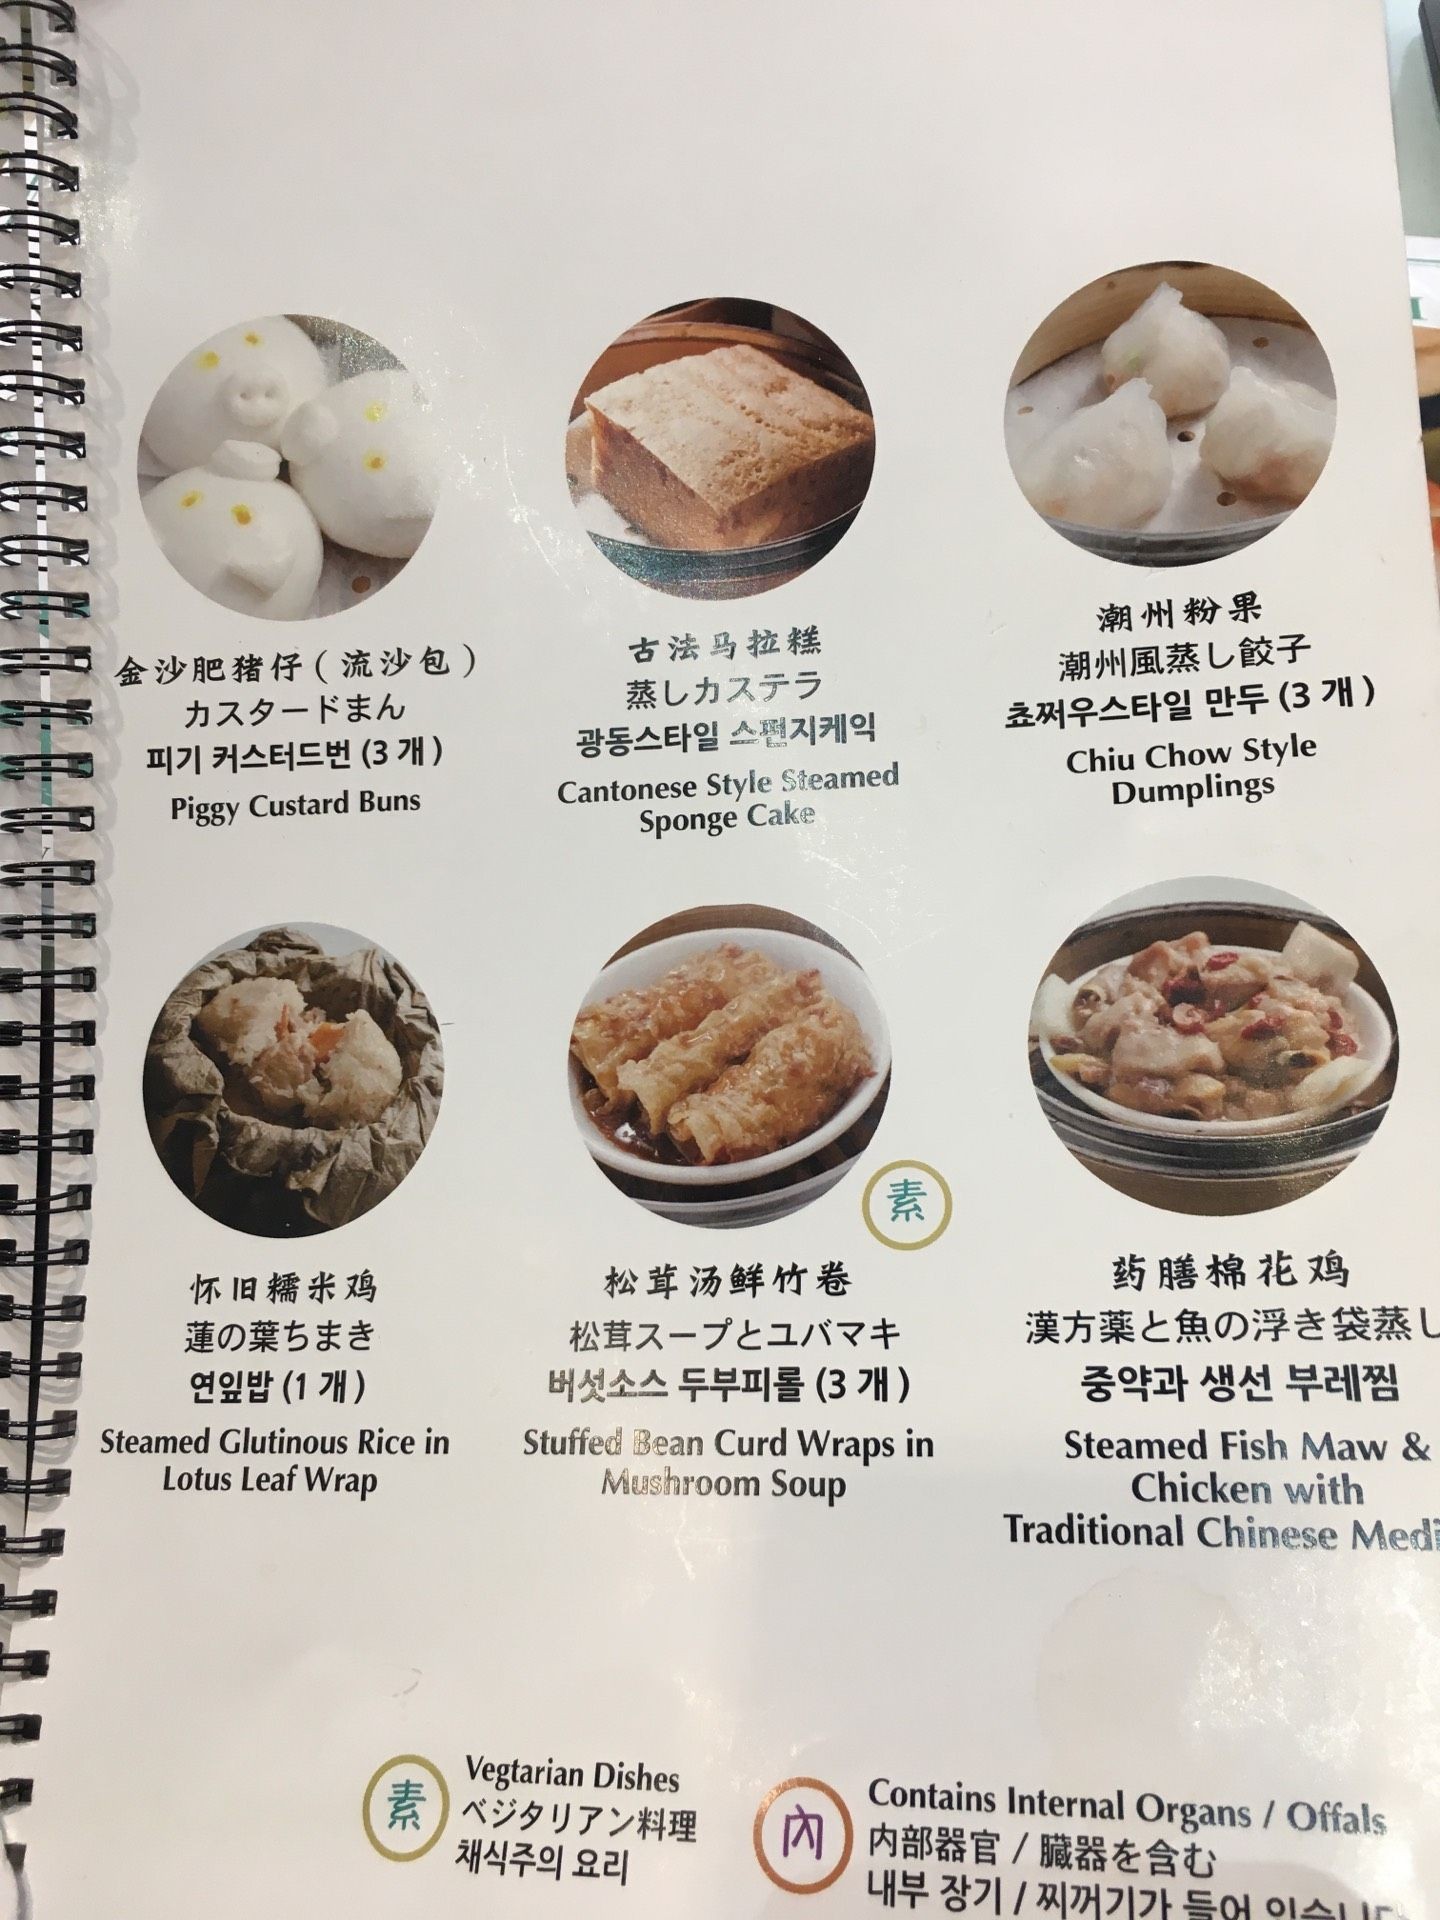 金沙肥猪仔(流沙包)
カスタードまん
피기 커스터드번 (3 개)
Piggy Custard Buns
古法马拉糕
蒸しカステラ
광동스타일 스펀지케익
Cantonese Style Steamed
Sponge Cake
潮州粉果
潮州風蒸し餃子
쵸쩌우스타일 만두 (3 개)
Chiu Chow Style
Dumplings
怀旧糯米鸡
蓮の葉ちまき
연잎밥 (1 개)
Steamed Glutinous Rice in
Lotus Leaf Wrap
素
松茸汤鲜竹卷
松茸スープとユバマキ
버섯소스 두부피롤 (3 개)
Stuffed Bean Curd Wraps in
Mushroom Soup
药膳棉花鸡
漢方薬と魚の浮き袋蒸し
중약과 생선 부레찜
Steamed Fish Maw &
Chicken with
Traditional Chinese Medi
素
Vegtarian Dishes
ベジタリアン料理
채식주의 요리
内
Contains Internal Organs / Offals
内部器官 / 臓器を含む
내부 장기 / 찌꺼기가 들어